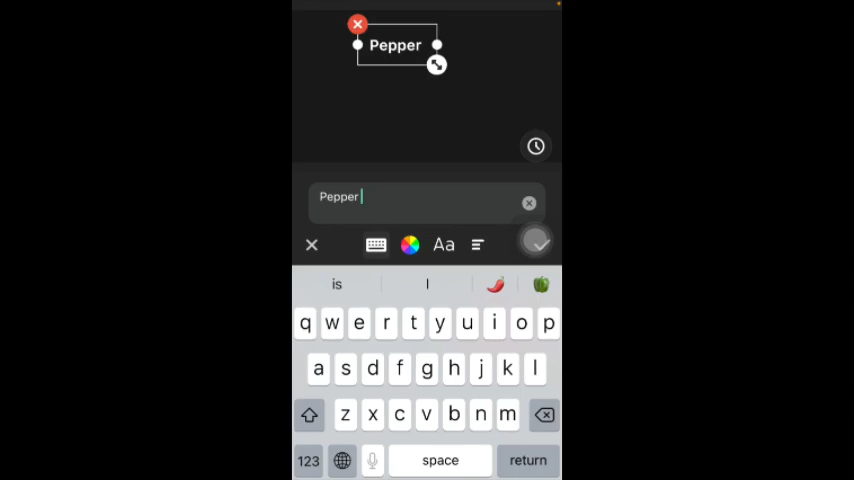 Pepper
Pepper
Aa
is I
q w e r t y u i o p
a s d f g h j k l
z x c v b n m
123 space return